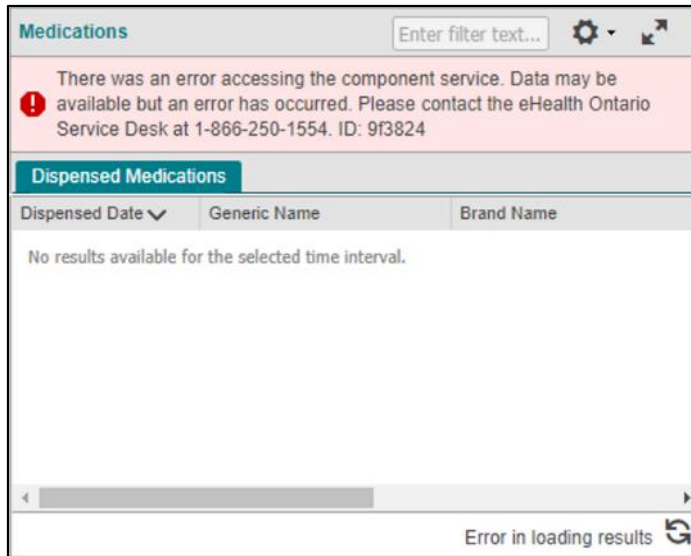 Medications
Enter filter text...
There was an error accessing the component service. Data may be
available but an error has occurred. Please contact the eHealth Ontario
Service Desk at 1-866-250-1554. ID: 9f3824
Dispensed Medications
Dispensed Date Generic Name Brand Name
No results available for the selected time interval.
Error in loading results